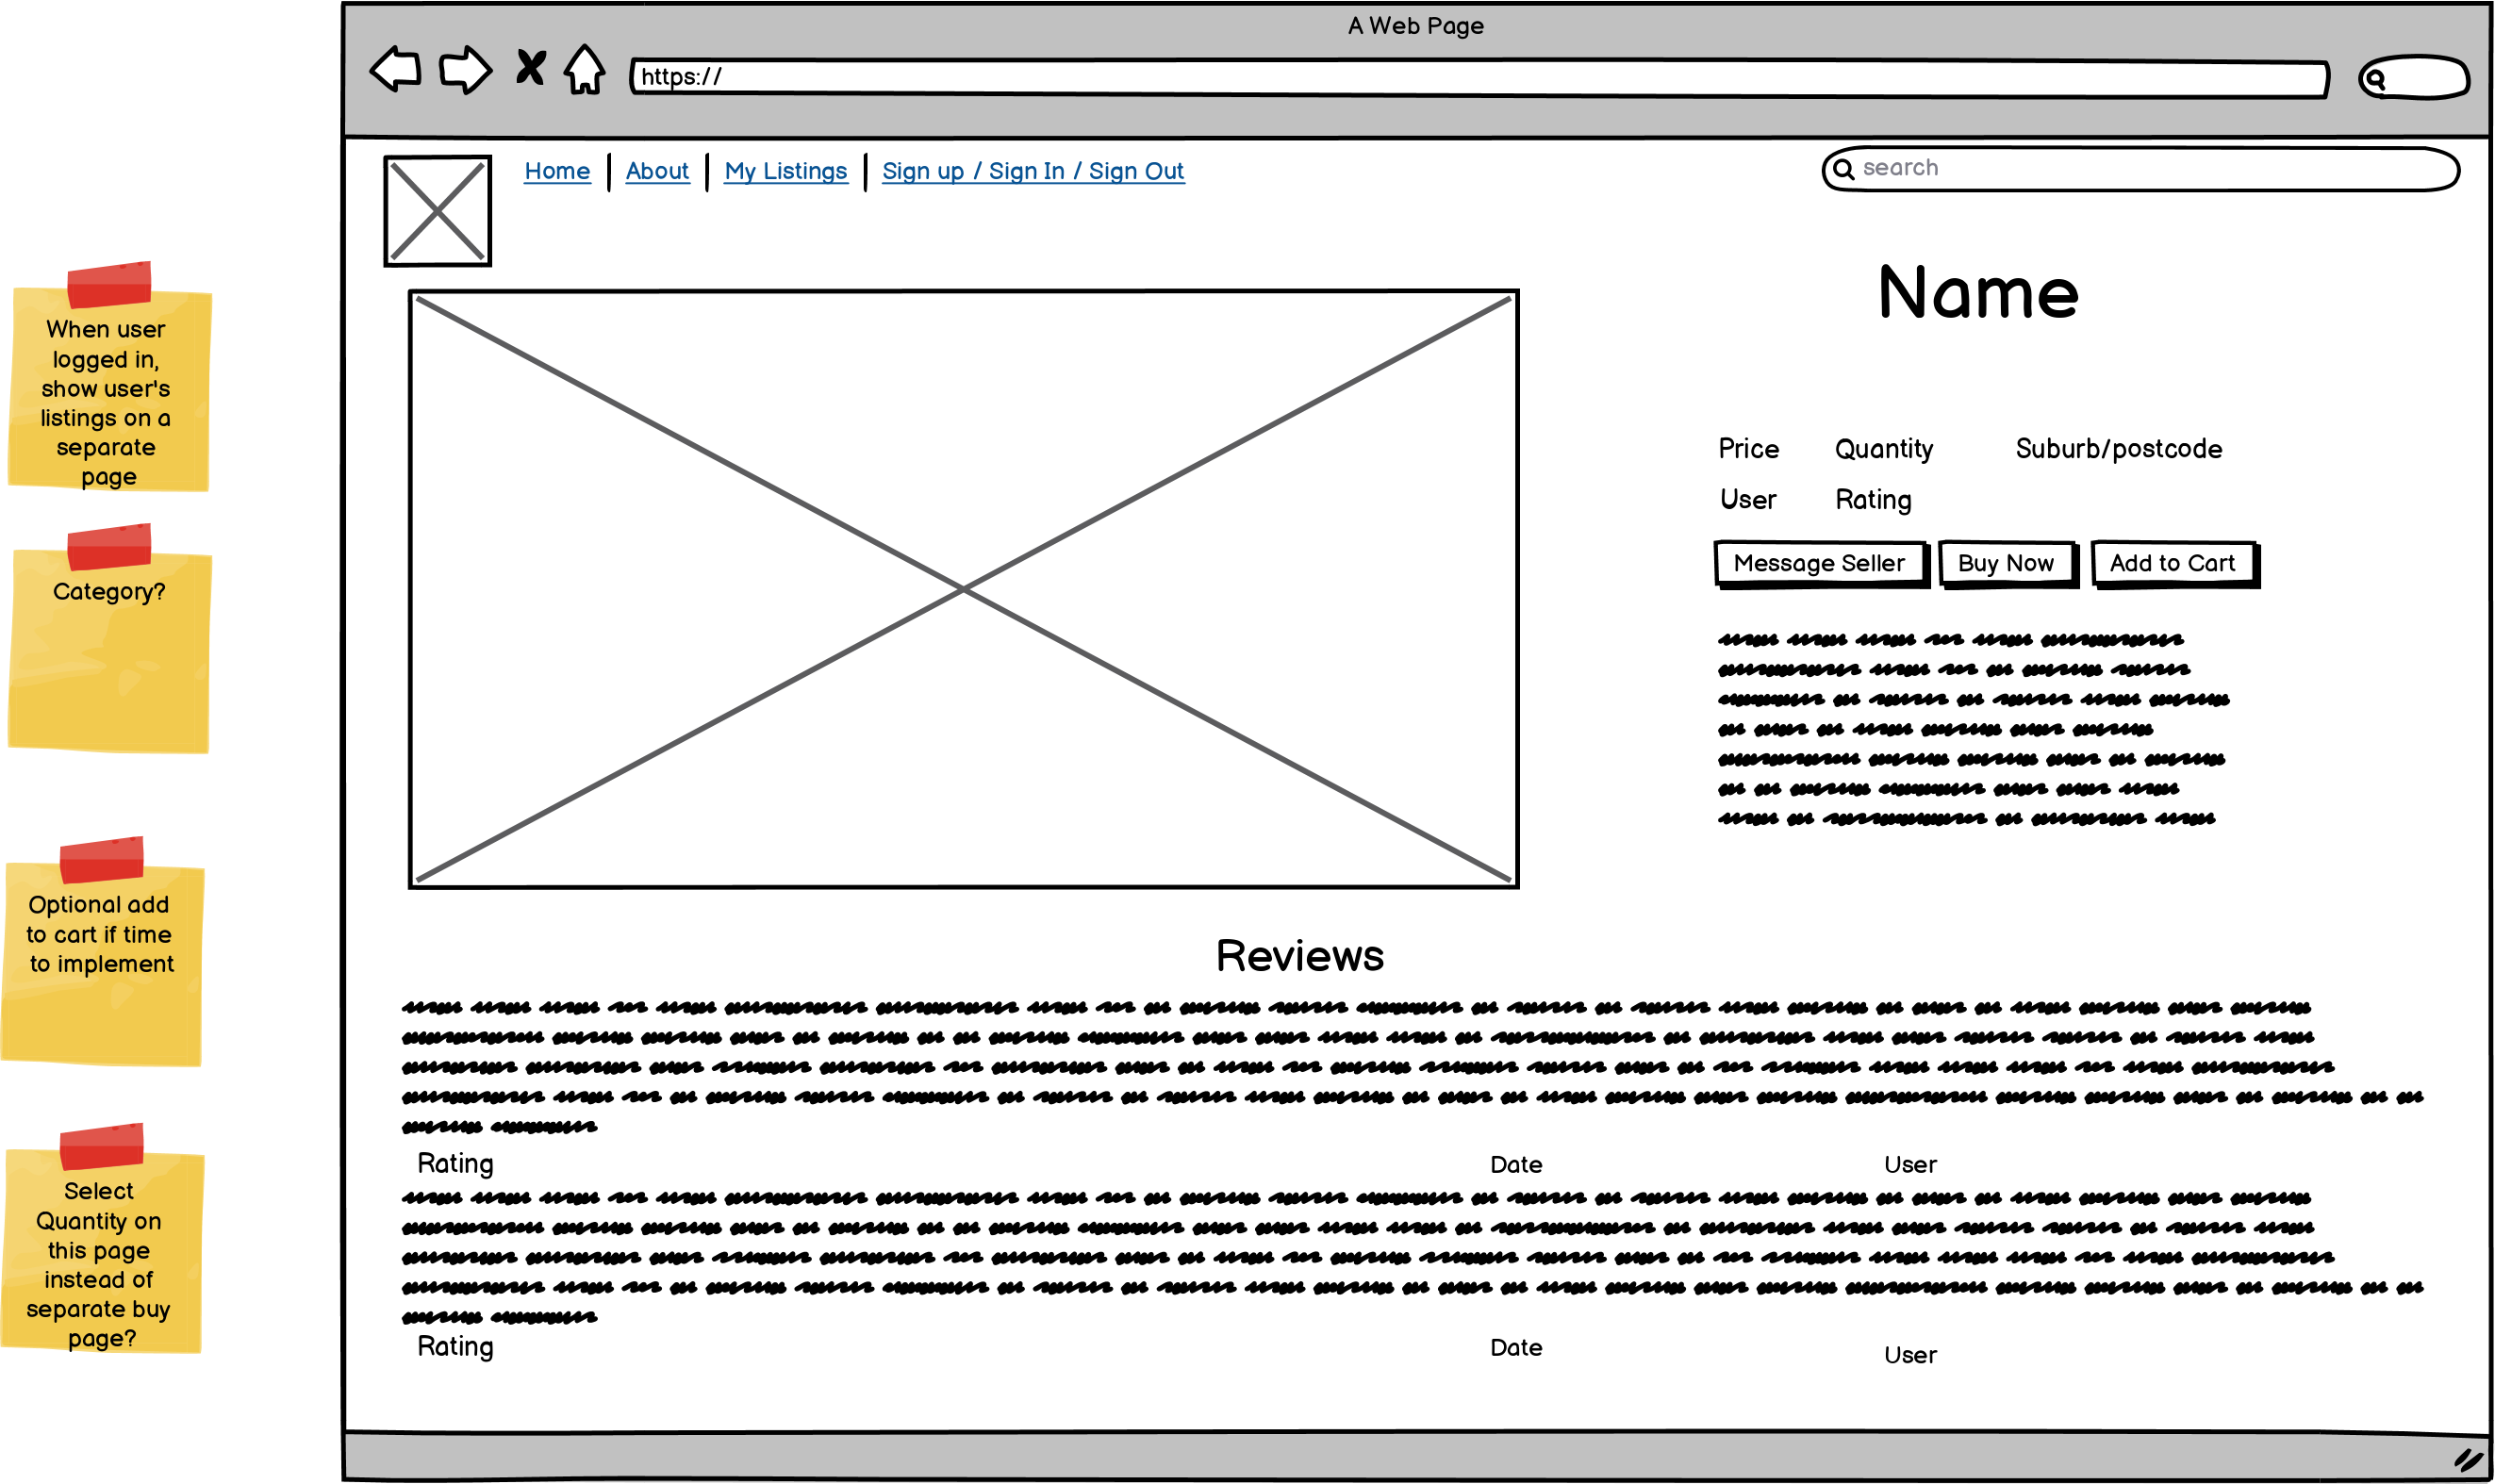 A Web Page
https://
Home | About | My Listings | Sign up / Sign In / Sign Out
search
Name
Price Quantity Suburb/postcode
User Rating
Message Seller Buy Now Add to Cart
Reviews
Rating Date User
Rating Date User
When user
logged in,
show user's
listings on a
separate
page
Category?
Optional add
to cart if time
to implement
Select
Quantity on
this page
instead of
separate buy
page?